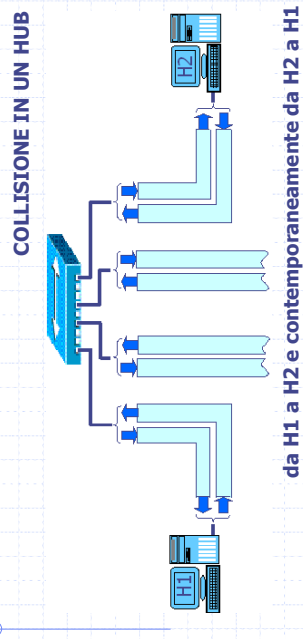 COLLISIONE IN UN HUB
H1
H2
da H1 a H2 e contemporaneamente da H2 a H1